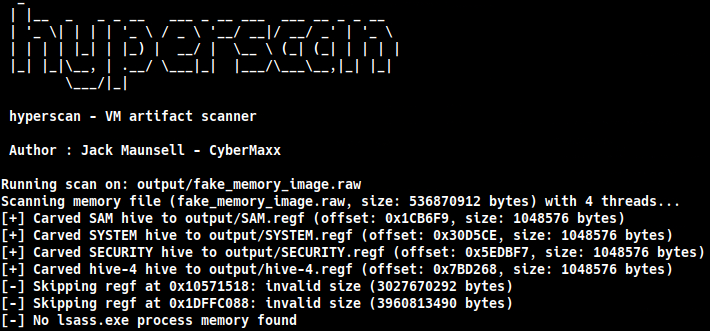 hyperscan
hyperscan - VM artifact scanner
Author : Jack Maunsell - CyberMaxx
Running scan on: output/fake_memory_image.raw
Scanning memory file (fake_memory_image.raw, size: 536870912 bytes) with 4 threads...
[+] Carved SAM hive to output/SAM.regf (offset: 0x1CB6F9, size: 1048576 bytes)
[+] Carved SYSTEM hive to output/SYSTEM.regf (offset: 0x30D5CE, size: 1048576 bytes)
[+] Carved SECURITY hive to output/SECURITY.regf (offset: 0x5EDBF7, size: 1048576 bytes)
[+] Carved hive-4 hive to output/hive-4.regf (offset: 0x7BD268, size: 1048576 bytes)
[-] Skipping regf at 0x10571518: invalid size (3027670292 bytes)
[-] Skipping regf at 0x1DFFC088: invalid size (3960813490 bytes)
[-] No lsass.exe process memory found